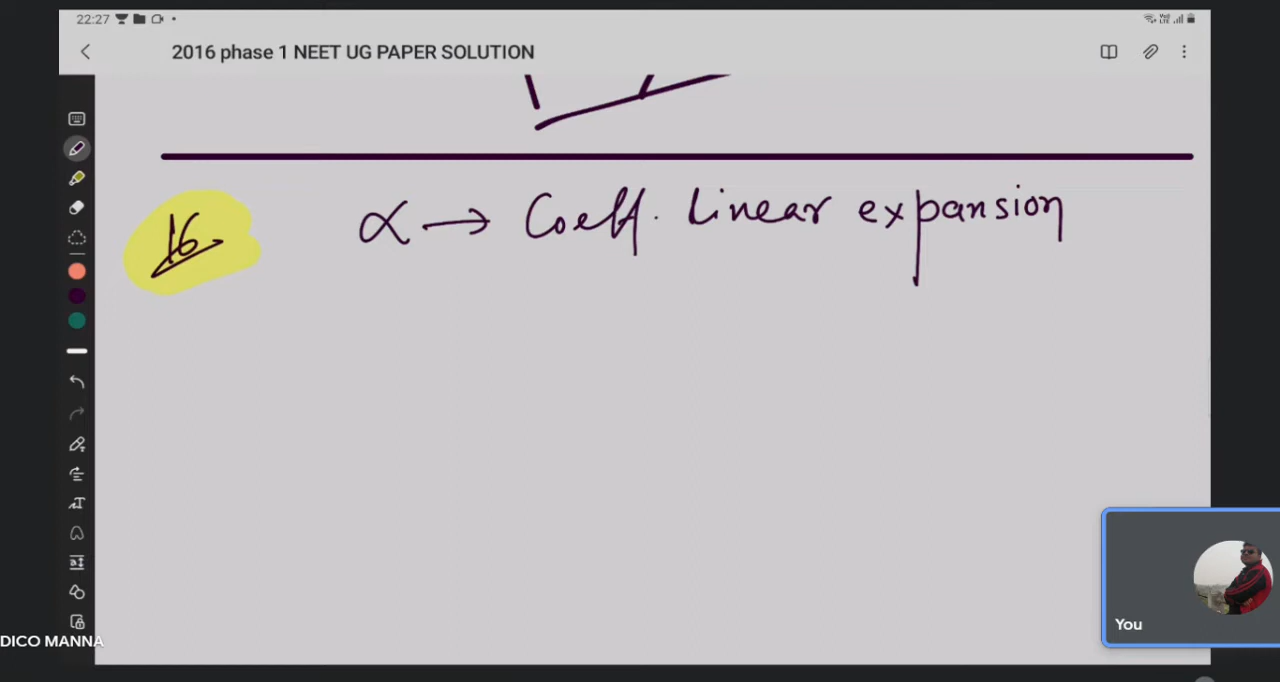 22:27
2016 phase 1 NEET UG PAPER SOLUTION
16. α → Coeff. Linear expansion
You
DICO MANNA